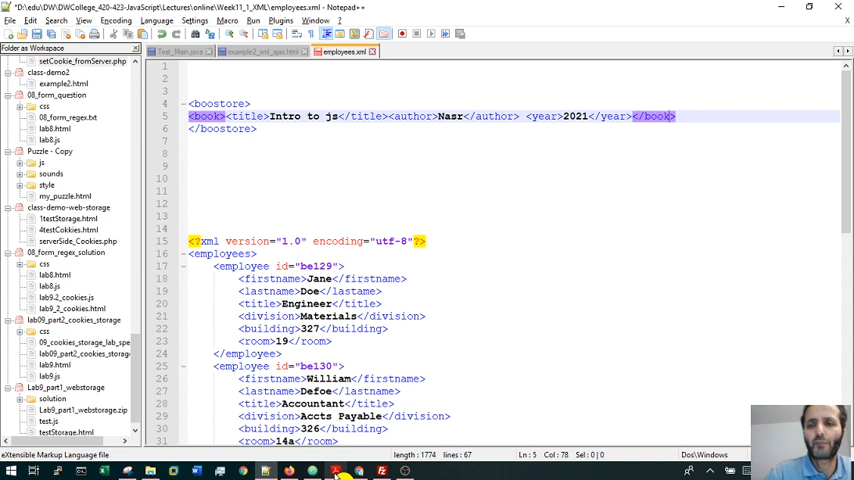 *D:\edu\DW\DWCollege_420-423-JavaScript\Lectures\online\Week11_1_XML\employees.xml - Notepad++
File Edit Search View Encoding Language Settings Macro Run Plugins Window ?
Folder as Workspace
Test_Main.java
example2_xml_ajax.html
employees.xml
setCookie_fromServer.php
class-demo2
example2.html
08_form_question
css
08_form_regex.txt
lab8.html
lab8.js
Puzzle - Copy
js
sounds
style
my_puzzle.html
class-demo-web-storage
1testStorage.html
4testCokkies.html
serverSide_Cookies.php
08_form_regex_solution
css
lab8.html
lab8.js
lab9.2_cookies.js
lab9_2_cookies.html
lab09_part2_cookies_storage
css
09_cookies_storage_lab_spe
lab09_part2_cookies_storage
lab9.html
lab9.js
Lab9_part1_webstorage
solution
Lab9_part1_webstorage.zip
test.js
testStorage.html
1
2
3
4 <boostore>
5 <book><title>Intro to js</title><author>Nasr</author> <year>2021</year></book>
6 </boostore>
7
8
9
10
11
12
13
14
15 <?xml version="1.0" encoding="utf-8"?>
16 <employees>
17 <employee id="be129">
18 <firstname>Jane</firstname>
19 <lastname>Doe</lastame>
20 <title>Engineer</title>
21 <division>Materials</division>
22 <building>327</building>
23 <room>19</room>
24 </employee>
25 <employee id="be130">
26 <firstname>William</firstname>
27 <lastname>Defoe</lastname>
28 <title>Accountant</title>
29 <division>Accts Payable</division>
30 <building>326</building>
31 <room>14a</room>
eXtensible Markup Language file
length : 1774 lines : 67
Ln : 5 Col : 78 Pos :
Dos\Windows